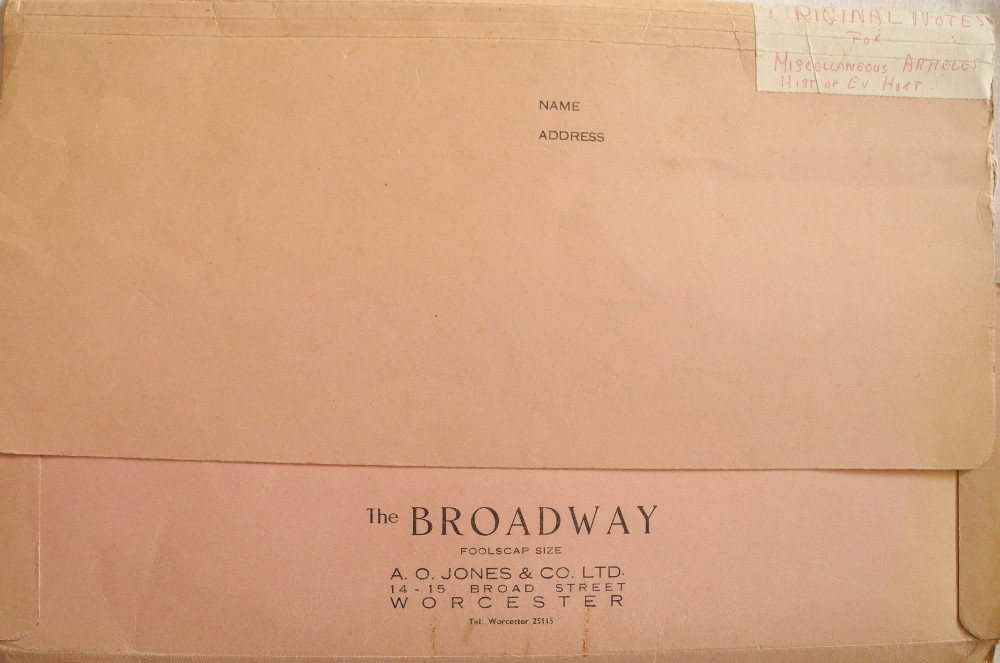 ORIGINAL NOTES
FOR
MISCELLANEOUS ARTICLES
HIST OF EV HORT.
NAME
ADDRESS
The BROADWAY
FOOLSCAP SIZE
A. O. JONES & CO. LTD.
14-15 BROAD STREET
WORCESTER
Tel: Worcester 25115